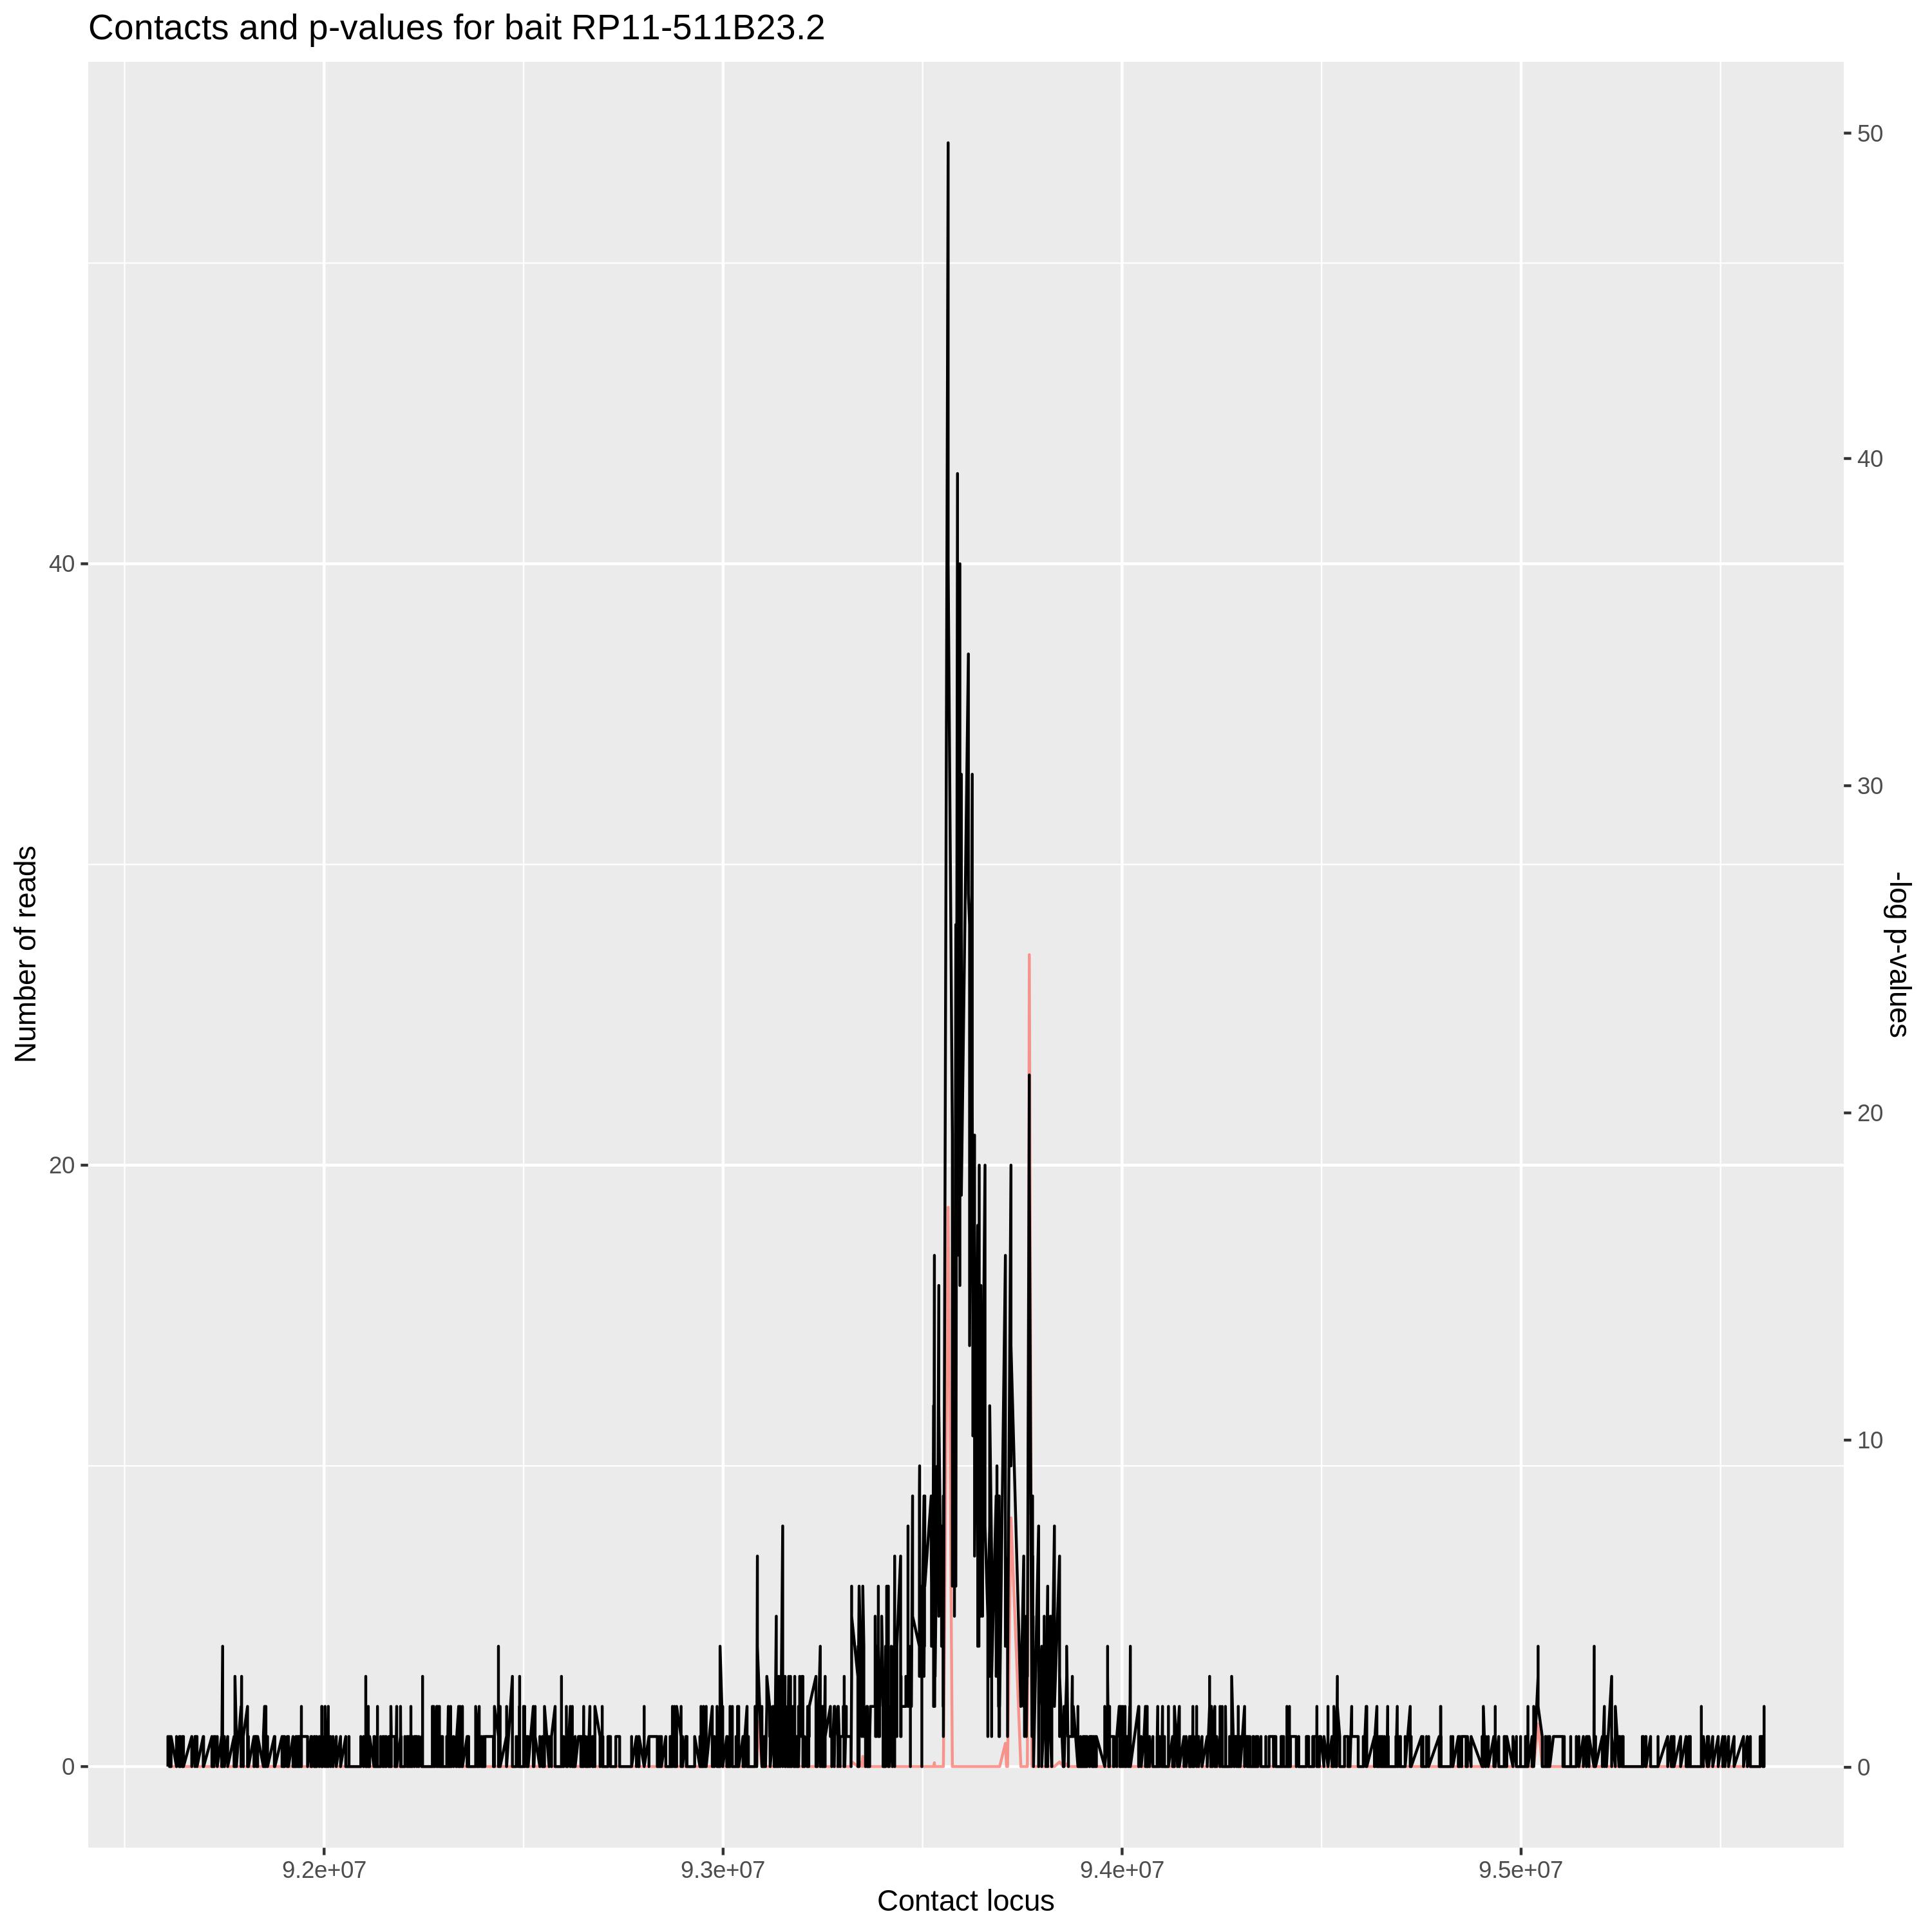 Contacts and p-values for bait RP11-511B23.2
Number of reads
40
20
0
50
40
30
20
10
0
-log p-values
9.2e+07
9.3e+07
9.4e+07
9.5e+07
Contact locus